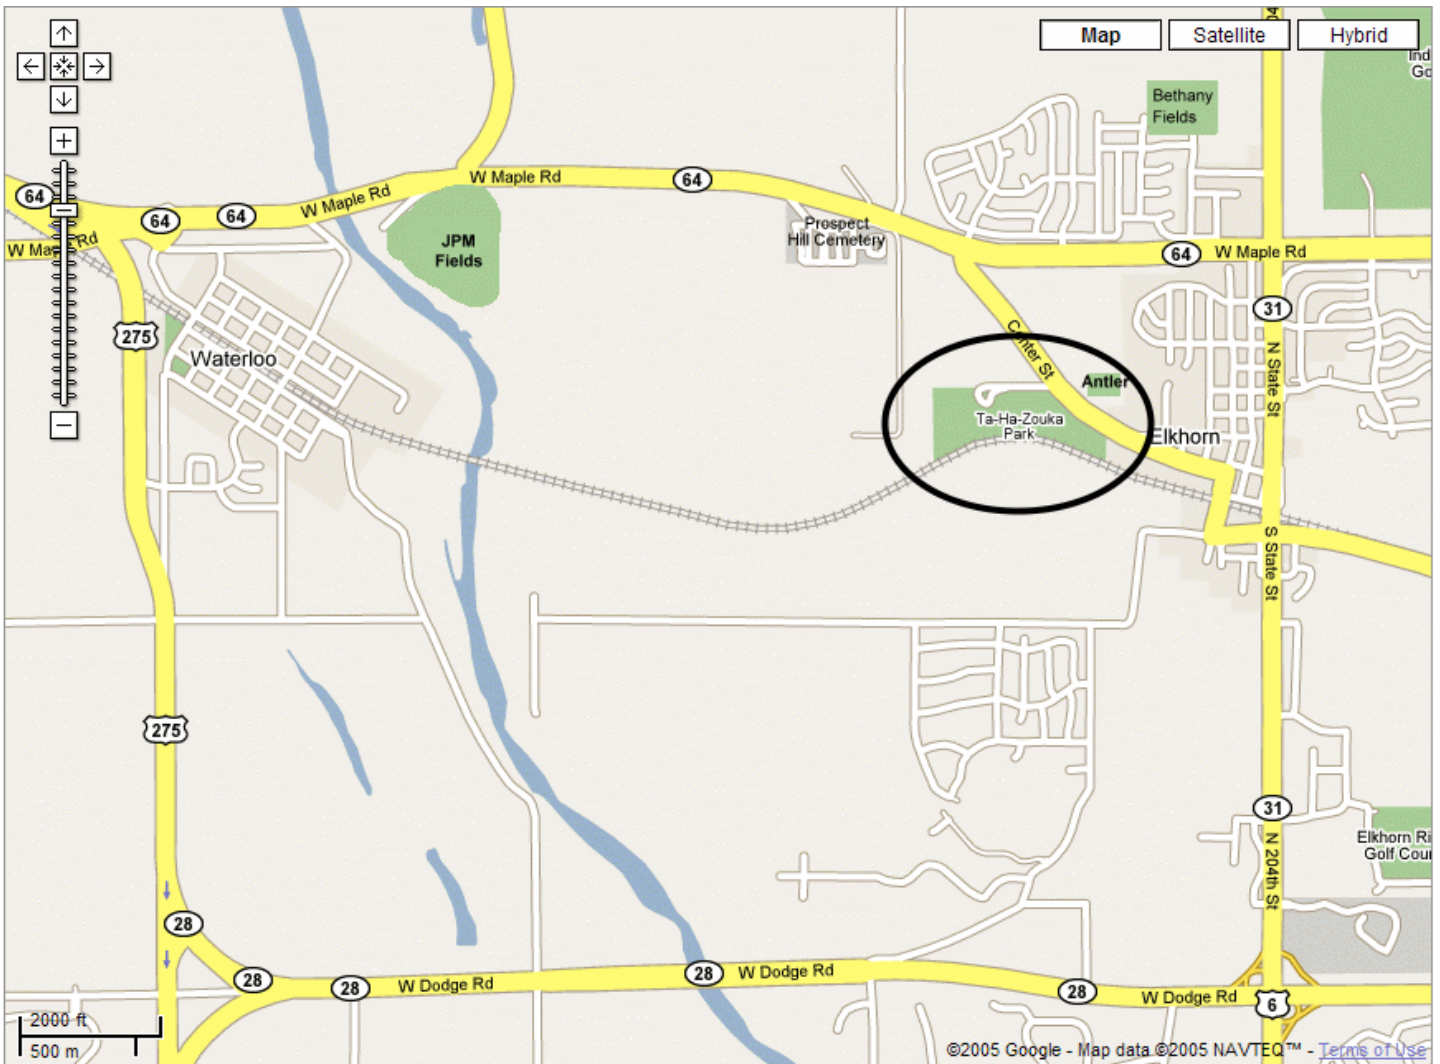 Map
Satellite
Hybrid
Ind
Go
Bethany
Fields
W Maple Rd
64
64
64
64
W Maple Rd
W Maple Rd
JPM
Fields
Prospect
Hill Cemetery
64
W Maple Rd
31
275
Waterloo
Center St
Antler
Ta-Ha-Zouka
Park
Elkhorn
N State St
S State St
275
31
Elkhorn Ri
Golf Cour
N 204th St
28
28
28
W Dodge Rd
28
W Dodge Rd
28
W Dodge Rd
6
2000 ft
500 m
©2005 Google - Map data ©2005 NAVTEQ™ - Terms of Use